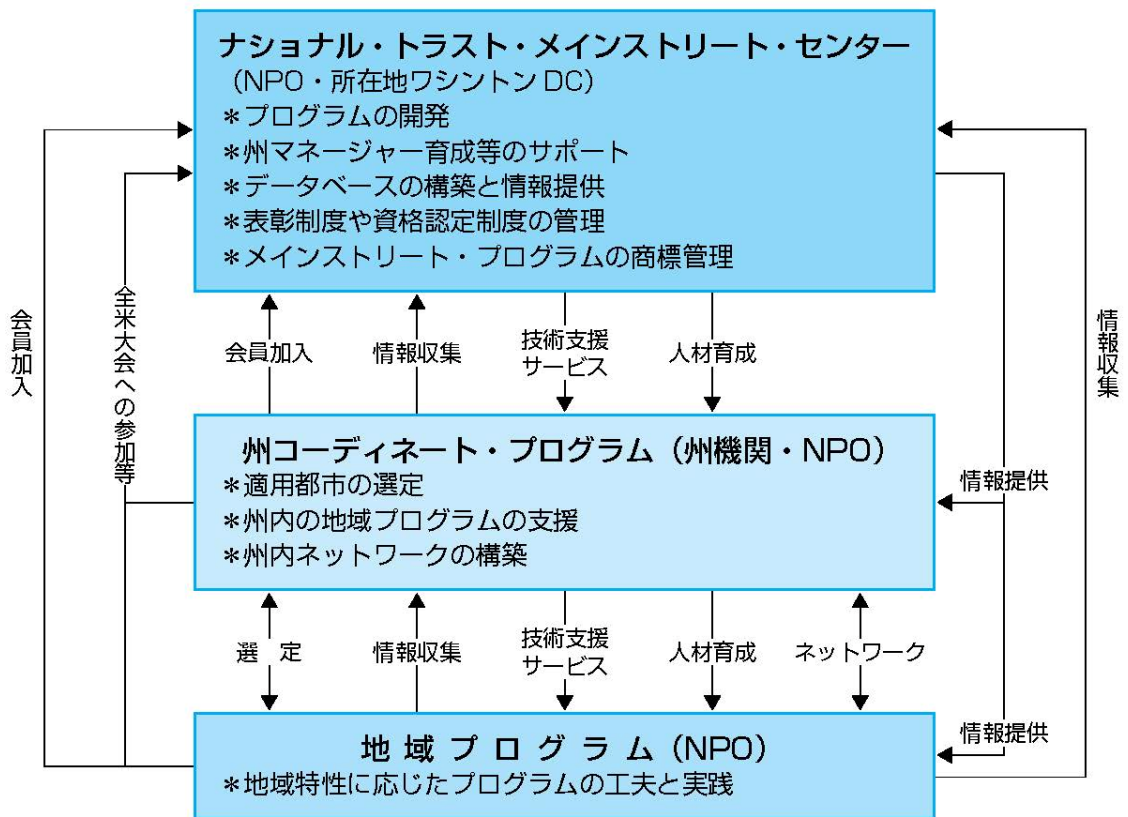 ナショナル・トラスト・メインストリート・センター
（NPO・所在地ワシントン DC）
＊プログラムの開発
＊州マネージャー育成等のサポート
＊データベースの構築と情報提供
＊表彰制度や資格認定制度の管理
＊メインストリート・プログラムの商標管理
会員加入
全米大会への参加等
会員加入
情報収集
技術支援
サービス
人材育成
情報収集
州コーディネート・プログラム（州機関・NPO）
＊適用都市の選定
＊州内の地域プログラムの支援
＊州内ネットワークの構築
情報提供
選　定
情報収集
技術支援
サービス
人材育成
ネットワーク
情報提供
地 域 プ ロ グ ラ ム（NPO）
＊地域特性に応じたプログラムの工夫と実践